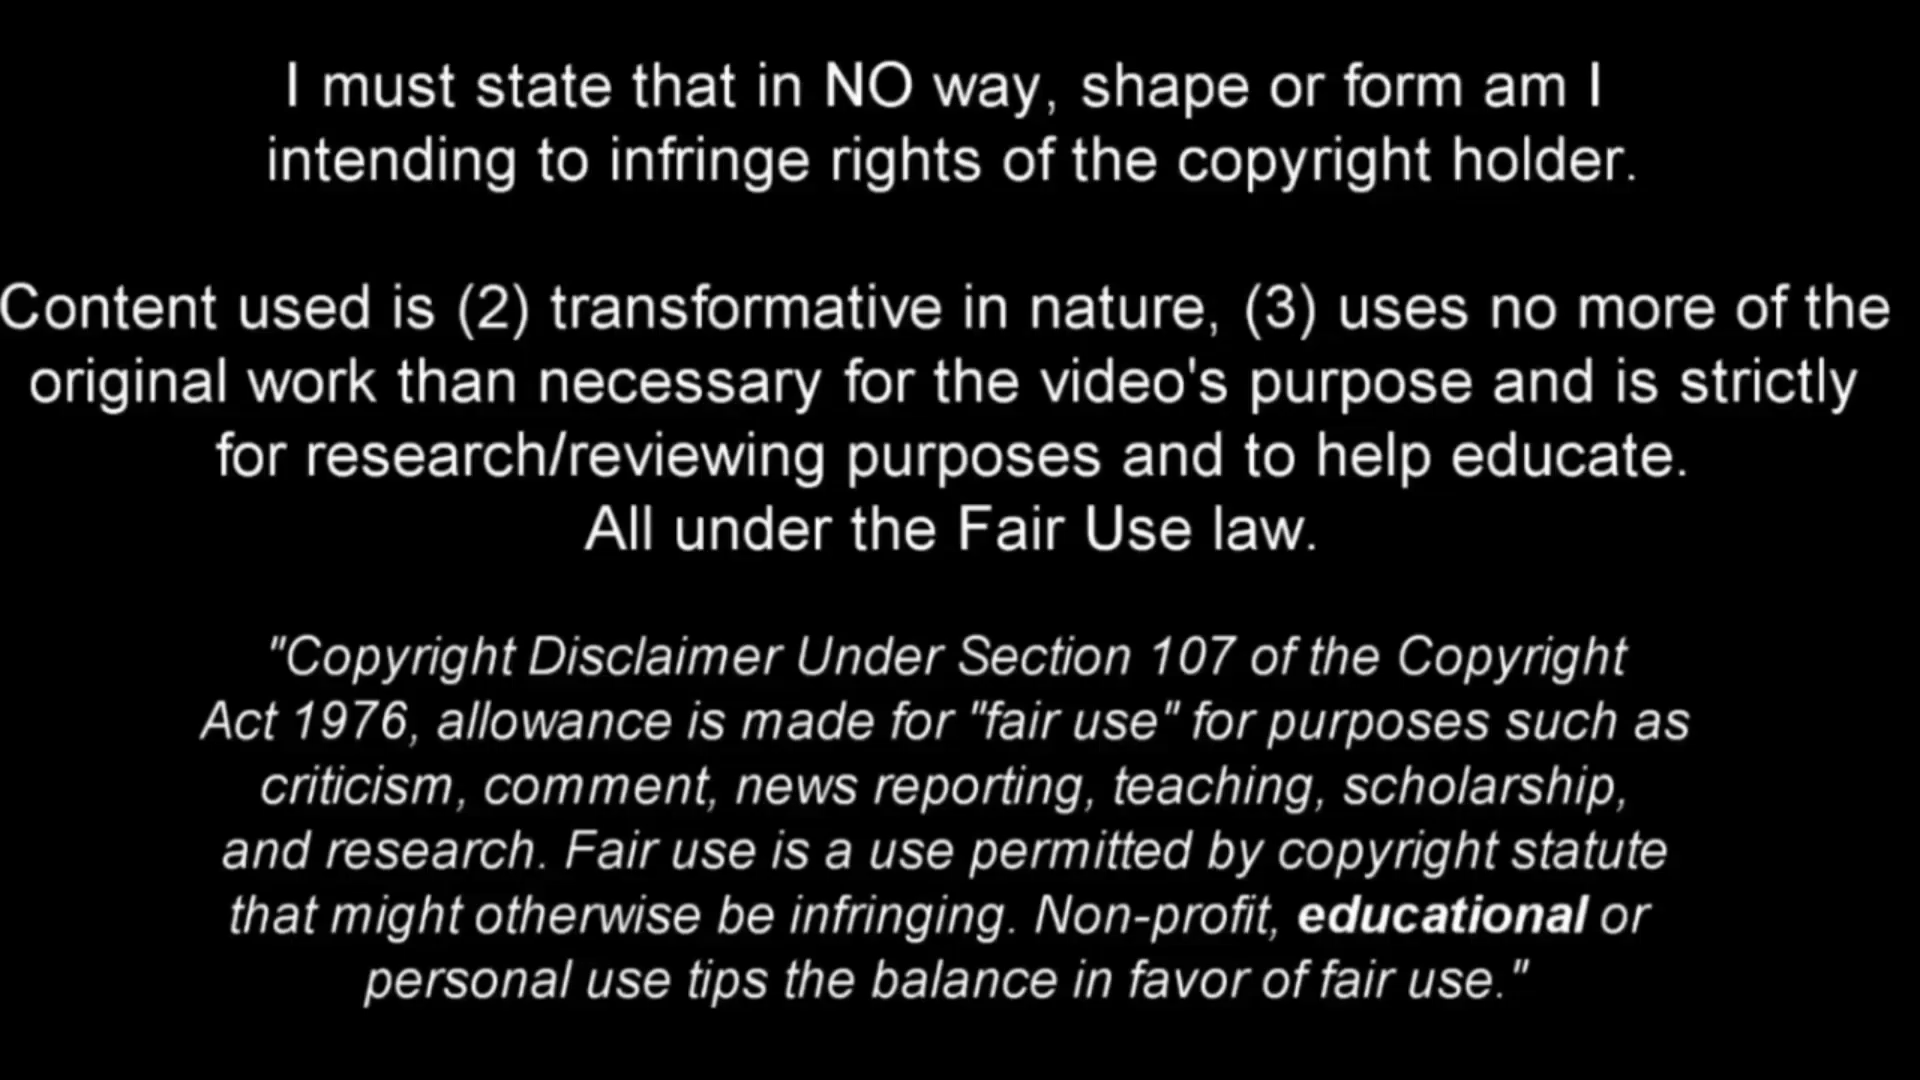 I must state that in NO way, shape or form am I
intending to infringe rights of the copyright holder.
Content used is (2) transformative in nature, (3) uses no more of the
original work than necessary for the video's purpose and is strictly
for research/reviewing purposes and to help educate.
All under the Fair Use law.
"Copyright Disclaimer Under Section 107 of the Copyright
Act 1976, allowance is made for "fair use" for purposes such as
criticism, comment, news reporting, teaching, scholarship,
and research. Fair use is a use permitted by copyright statute
that might otherwise be infringing. Non-profit, educational or
personal use tips the balance in favor of fair use."